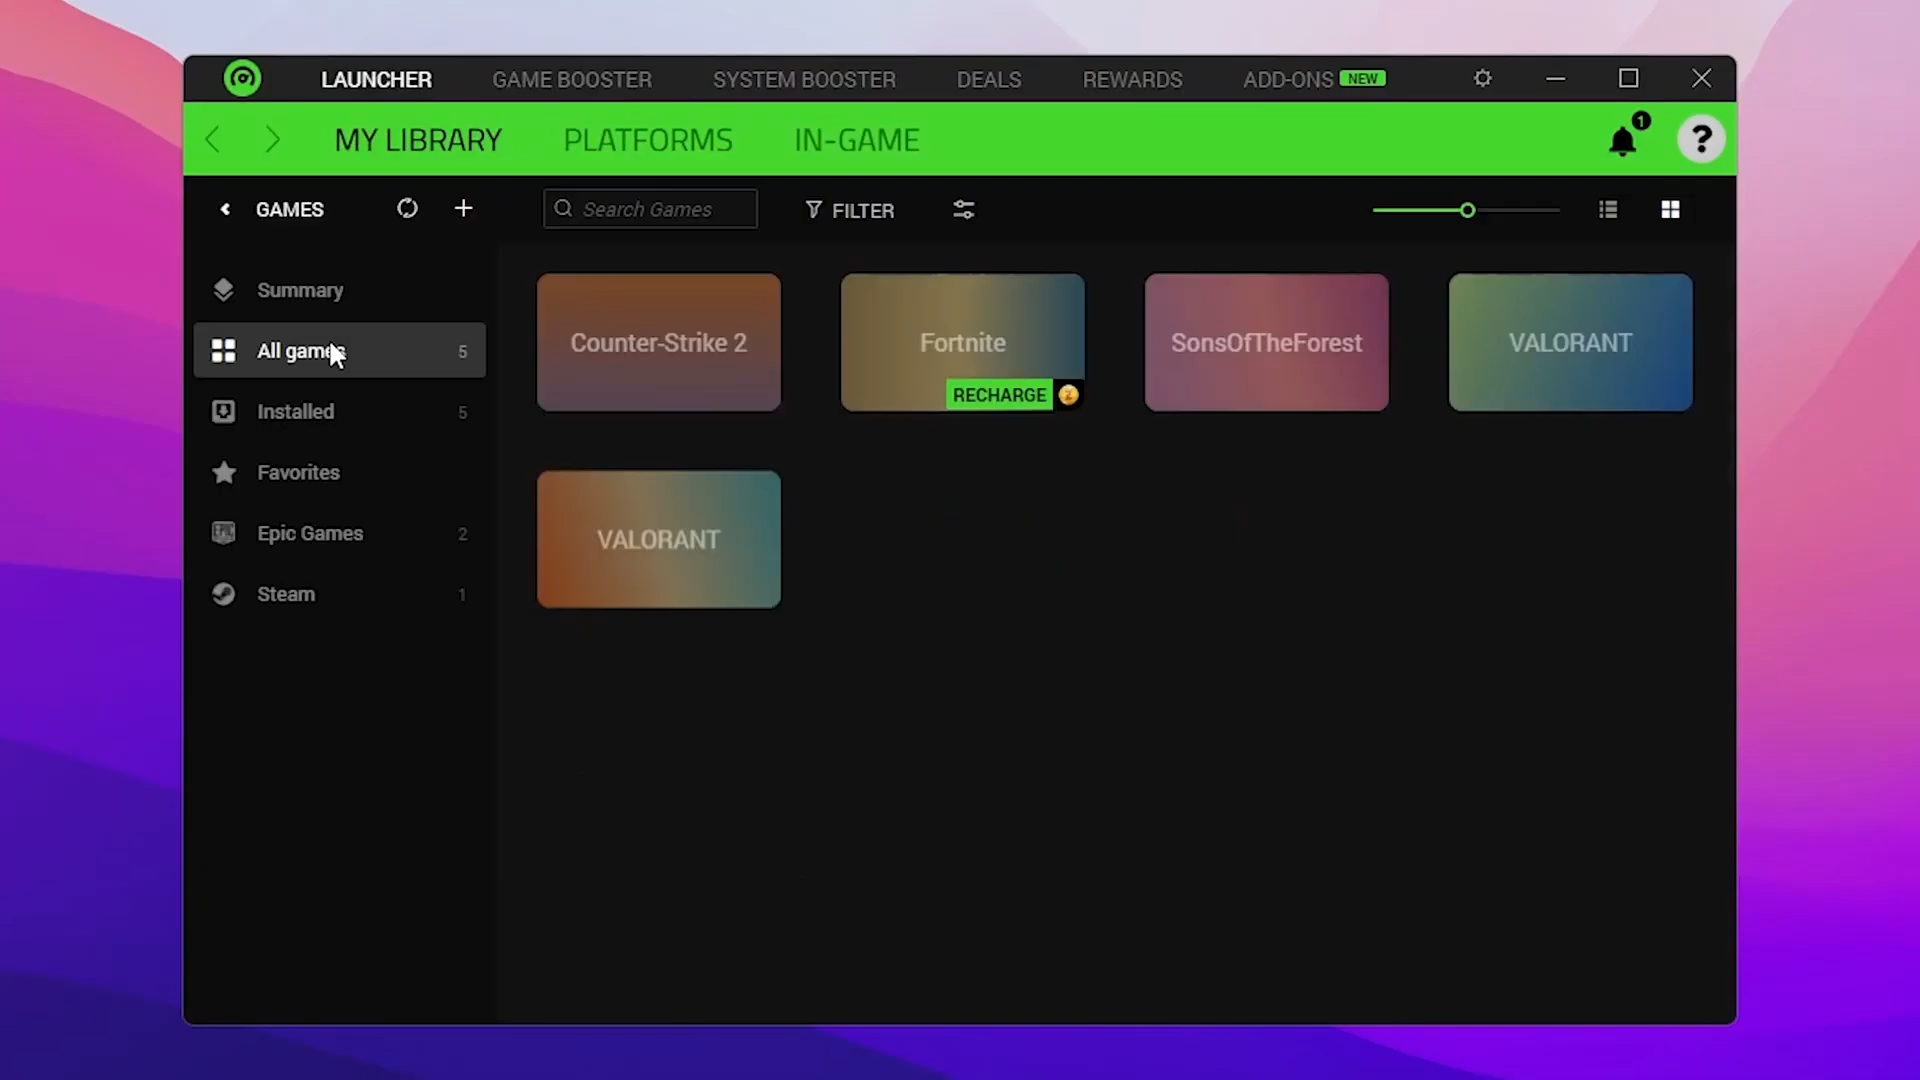 LAUNCHER GAME BOOSTER SYSTEM BOOSTER DEALS REWARDS ADD-ONS NEW
MY LIBRARY PLATFORMS IN-GAME 1 ?
GAMES Search Games FILTER
Summary
All games 5
Installed 5
Favorites
Epic Games 2
Steam 1
Counter-Strike 2 Fortnite SonsOfTheForest VALORANT
RECHARGE
VALORANT